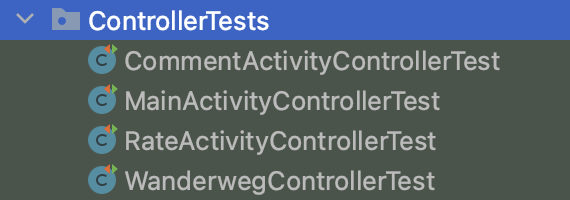 ControllerTests
CommentActivityControllerTest
MainActivityControllerTest
RateActivityControllerTest
WanderwegControllerTest